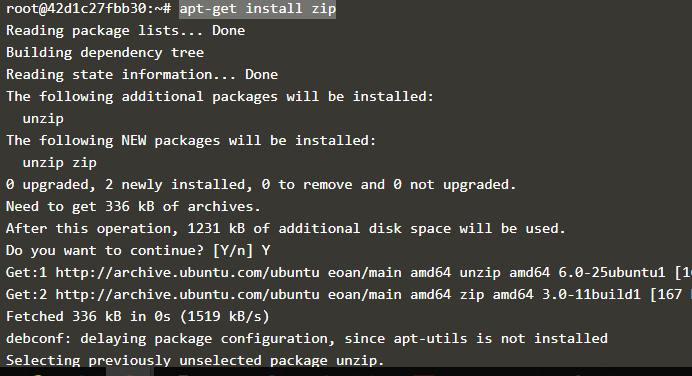 root@42d1c27fbb30:~# apt-get install zip
Reading package lists... Done
Building dependency tree
Reading state information... Done
The following additional packages will be installed:
  unzip
The following NEW packages will be installed:
  unzip zip
0 upgraded, 2 newly installed, 0 to remove and 0 not upgraded.
Need to get 336 kB of archives.
After this operation, 1231 kB of additional disk space will be used.
Do you want to continue? [Y/n] Y
Get:1 http://archive.ubuntu.com/ubuntu eoan/main amd64 unzip amd64 6.0-25ubuntu1 [16
Get:2 http://archive.ubuntu.com/ubuntu eoan/main amd64 zip amd64 3.0-11build1 [167
Fetched 336 kB in 0s (1519 kB/s)
debconf: delaying package configuration, since apt-utils is not installed
Selecting previously unselected package unzip.